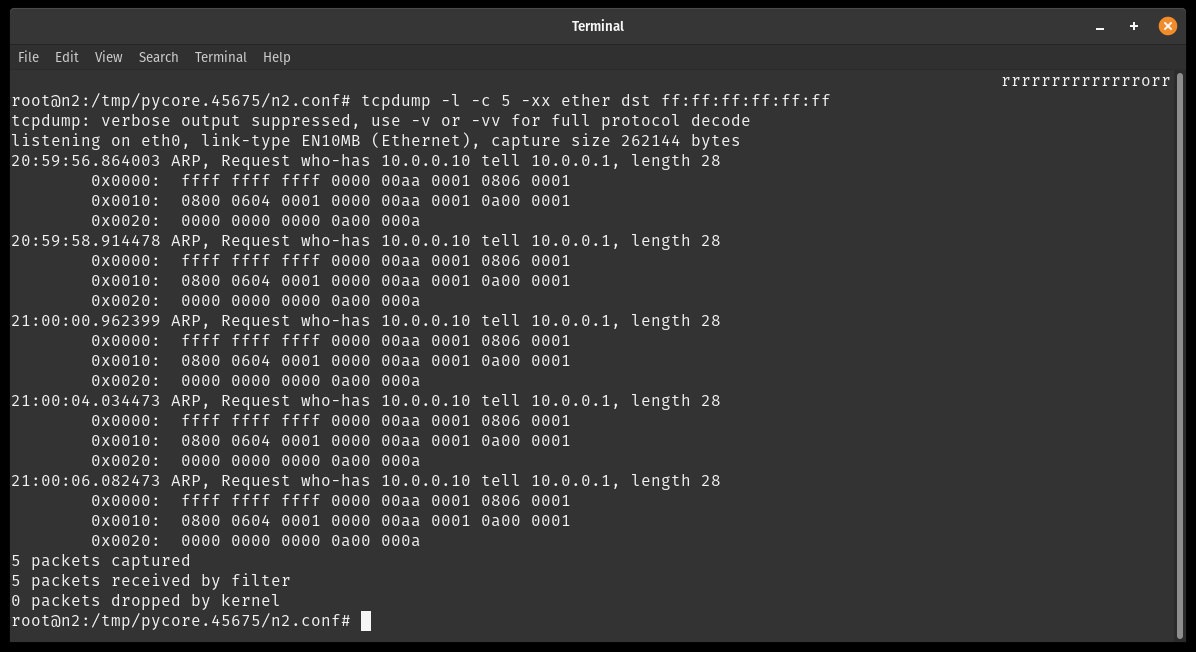 Terminal
File Edit View Search Terminal Help
rrrrrrrrrrrrrrorr
root@n2:/tmp/pycore.45675/n2.conf# tcpdump -l -c 5 -xx ether dst ff:ff:ff:ff:ff:ff
tcpdump: verbose output suppressed, use -v or -vv for full protocol decode
listening on eth0, link-type EN10MB (Ethernet), capture size 262144 bytes
20:59:56.864003 ARP, Request who-has 10.0.0.10 tell 10.0.0.1, length 28
0x0000: ffff ffff ffff 0000 00aa 0001 0806 0001
0x0010: 0800 0604 0001 0000 00aa 0001 0a00 0001
0x0020: 0000 0000 0000 0a00 000a
20:59:58.914478 ARP, Request who-has 10.0.0.10 tell 10.0.0.1, length 28
0x0000: ffff ffff ffff 0000 00aa 0001 0806 0001
0x0010: 0800 0604 0001 0000 00aa 0001 0a00 0001
0x0020: 0000 0000 0000 0a00 000a
21:00:00.962399 ARP, Request who-has 10.0.0.10 tell 10.0.0.1, length 28
0x0000: ffff ffff ffff 0000 00aa 0001 0806 0001
0x0010: 0800 0604 0001 0000 00aa 0001 0a00 0001
0x0020: 0000 0000 0000 0a00 000a
21:00:04.034473 ARP, Request who-has 10.0.0.10 tell 10.0.0.1, length 28
0x0000: ffff ffff ffff 0000 00aa 0001 0806 0001
0x0010: 0800 0604 0001 0000 00aa 0001 0a00 0001
0x0020: 0000 0000 0000 0a00 000a
21:00:06.082473 ARP, Request who-has 10.0.0.10 tell 10.0.0.1, length 28
0x0000: ffff ffff ffff 0000 00aa 0001 0806 0001
0x0010: 0800 0604 0001 0000 00aa 0001 0a00 0001
0x0020: 0000 0000 0000 0a00 000a
5 packets captured
5 packets received by filter
0 packets dropped by kernel
root@n2:/tmp/pycore.45675/n2.conf#